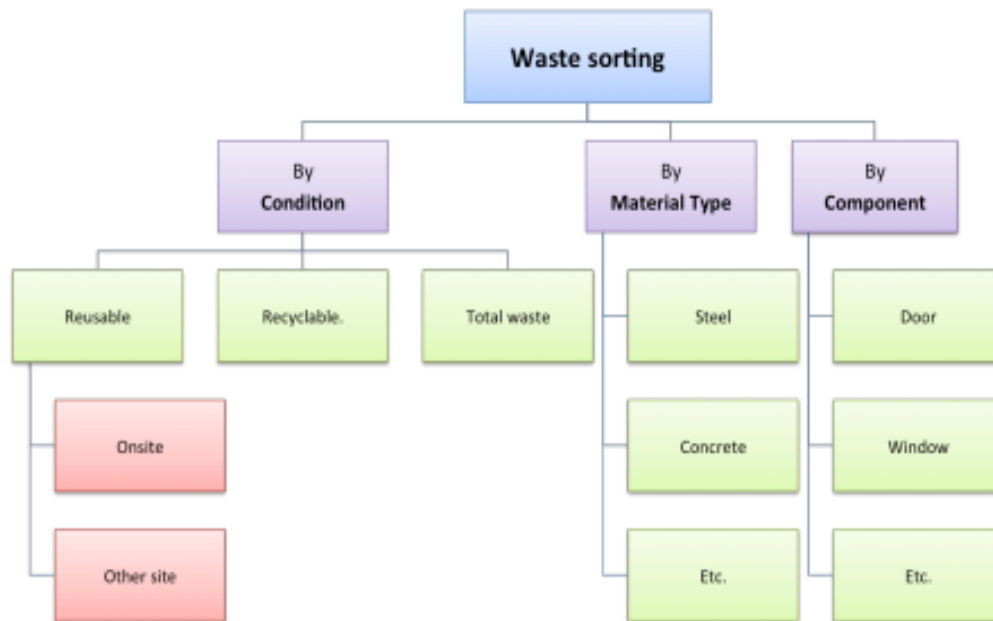 Waste sorting
By
Condition
By
Material Type
By
Component
Reusable
Recyclable.
Total waste
Steel
Door
Onsite
Concrete
Window
Other site
Etc.
Etc.